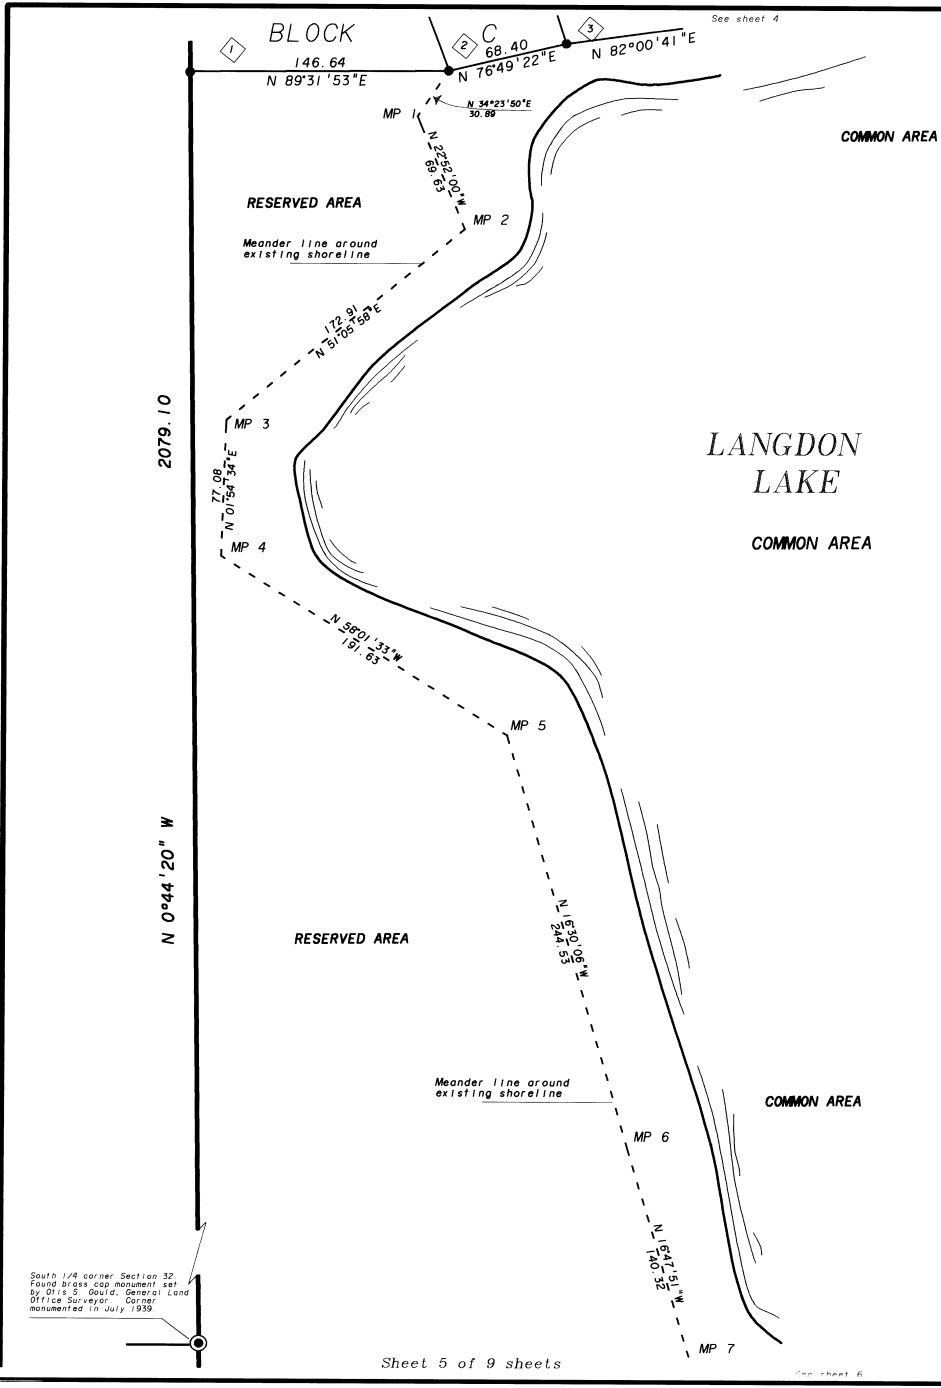 See sheet 4
BLOCK C
1
2
3
146.64
N 89°31'53"E
68.40
N 76°49'22"E
N 82°00'41"E
N 34°23'50"E
30.89
MP 1
COMMON AREA
N 22°52'00"W
69.63
RESERVED AREA
MP 2
Meander line around
existing shoreline
172.91
N 51°05'58"E
2079.10
MP 3
LANGDON
LAKE
77.08
N 01°54'34"E
MP 4
COMMON AREA
N 58°01'33"W
191.63
MP 5
N 0°44'20" W
N 16°30'06"W
244.53
RESERVED AREA
Meander line around
existing shoreline
COMMON AREA
MP 6
N 16°47'51"W
140.32
South 1/4 corner Section 32.
Found brass cap monument set
by Otis S. Gould, General Land
Office Surveyor. Corner
monumented in July 1939.
MP 7
Sheet 5 of 9 sheets
See sheet 6